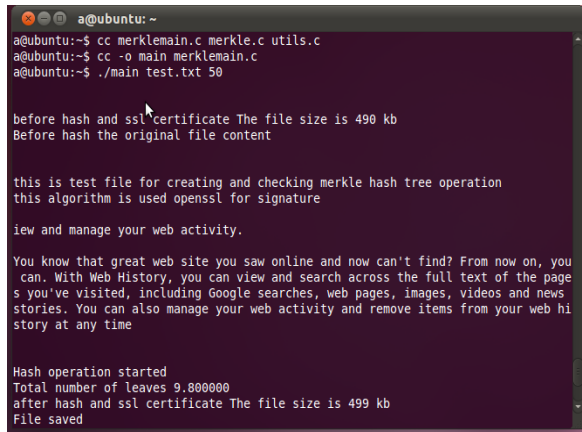 a@ubuntu: ~
a@ubuntu:~$ cc merklemain.c merkle.c utils.c
a@ubuntu:~$ cc -o main merklemain.c
a@ubuntu:~$ ./main test.txt 50
before hash and ssl certificate The file size is 490 kb
Before hash the original file content
this is test file for creating and checking merkle hash tree operation
this algorithm is used openssl for signature
iew and manage your web activity.
You know that great web site you saw online and now can't find? From now on, you
can. With Web History, you can view and search across the full text of the page
s you've visited, including Google searches, web pages, images, videos and news
stories. You can also manage your web activity and remove items from your web hi
story at any time
Hash operation started
Total number of leaves 9.800000
after hash and ssl certificate The file size is 499 kb
File saved